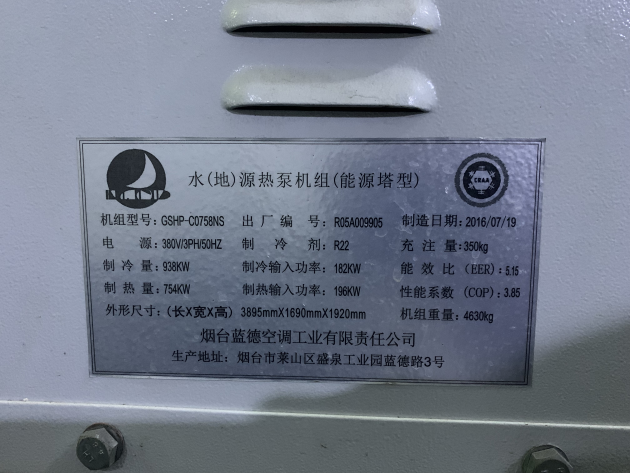 水(地)源热泵机组(能源塔型)
CRAA
机组型号: GSHP-C0758NS 出厂编号: R05A009905 制造日期: 2016/07/19
电 源: 380V/3PH/50HZ 制 冷 剂: R22 充 注 量: 350kg
制冷量: 938KW 制冷输入功率: 182KW 能 效 比 (EER): 5.15
制热量: 754KW 制热输入功率: 196KW 性能系数 (COP): 3.85
外形尺寸: (长X宽X高) 3895mmX1690mmX1920mm 机组重量: 4630kg
烟台蓝德空调工业有限责任公司
生产地址: 烟台市莱山区盛泉工业园蓝德路3号